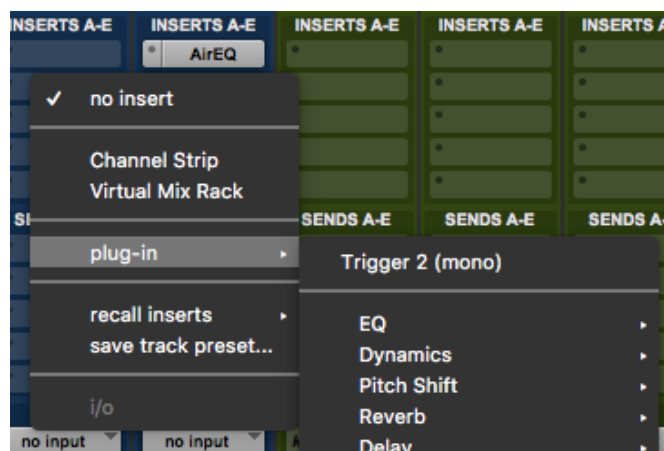 INSERTS A-E INSERTS A-E INSERTS A-E INSERTS A-E INSERTS A
AirEQ
✓ no insert
Channel Strip
Virtual Mix Rack
SENDS A-E SENDS A-E SENDS A-
plug-in
Trigger 2 (mono)
recall inserts
save track preset...
i/o
EQ
Dynamics
Pitch Shift
Reverb
Delay
no input no input